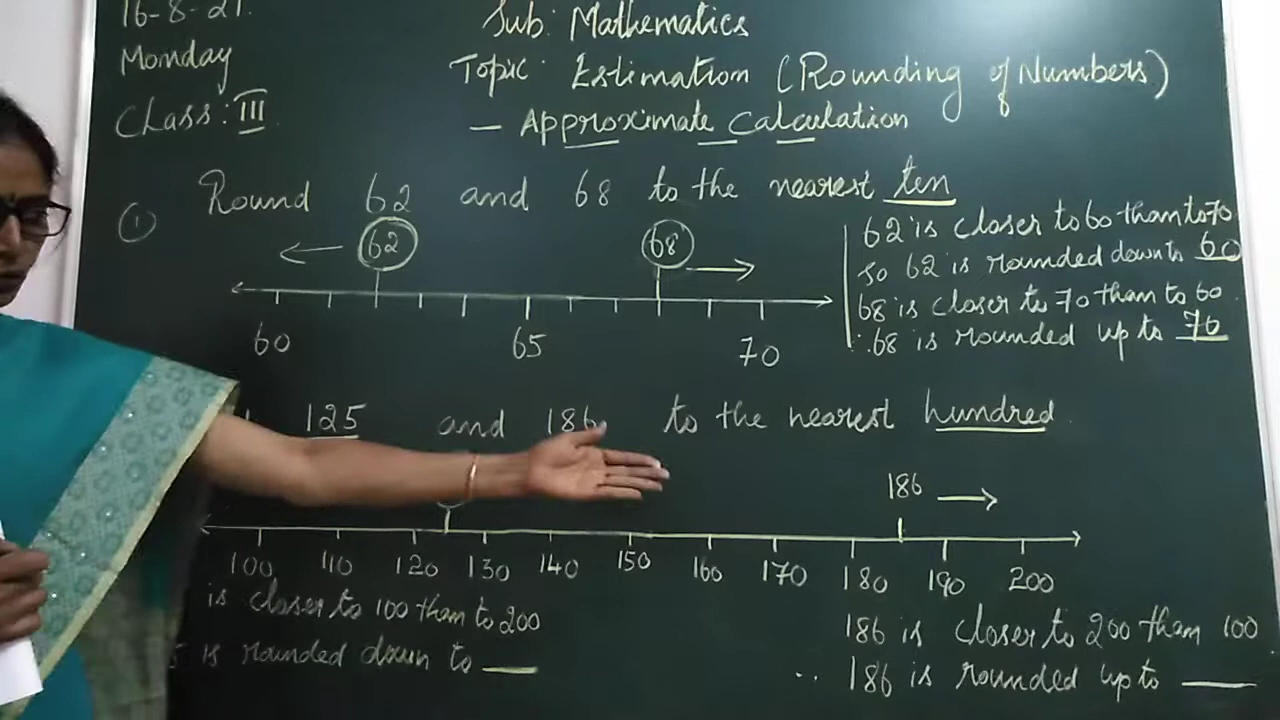 16-8-21.
Monday
Class: III
Sub: Mathematics
Topic: Estimation (Rounding of Numbers)
— Approximate Calculation
① Round 62 and 68 to the nearest ten
62 68
60 65 70
62 is closer to 60 than to 70
so 62 is rounded down to 60
68 is closer to 70 than to 60.
∴ 68 is rounded up to 70
125 and 186 to the nearest hundred
186
100 110 120 130 140 150 160 170 180 190 200
is closer to 100 than to 200
5 is rounded down to ___
186 is closer to 200 than 100
∴ 186 is rounded up to ___